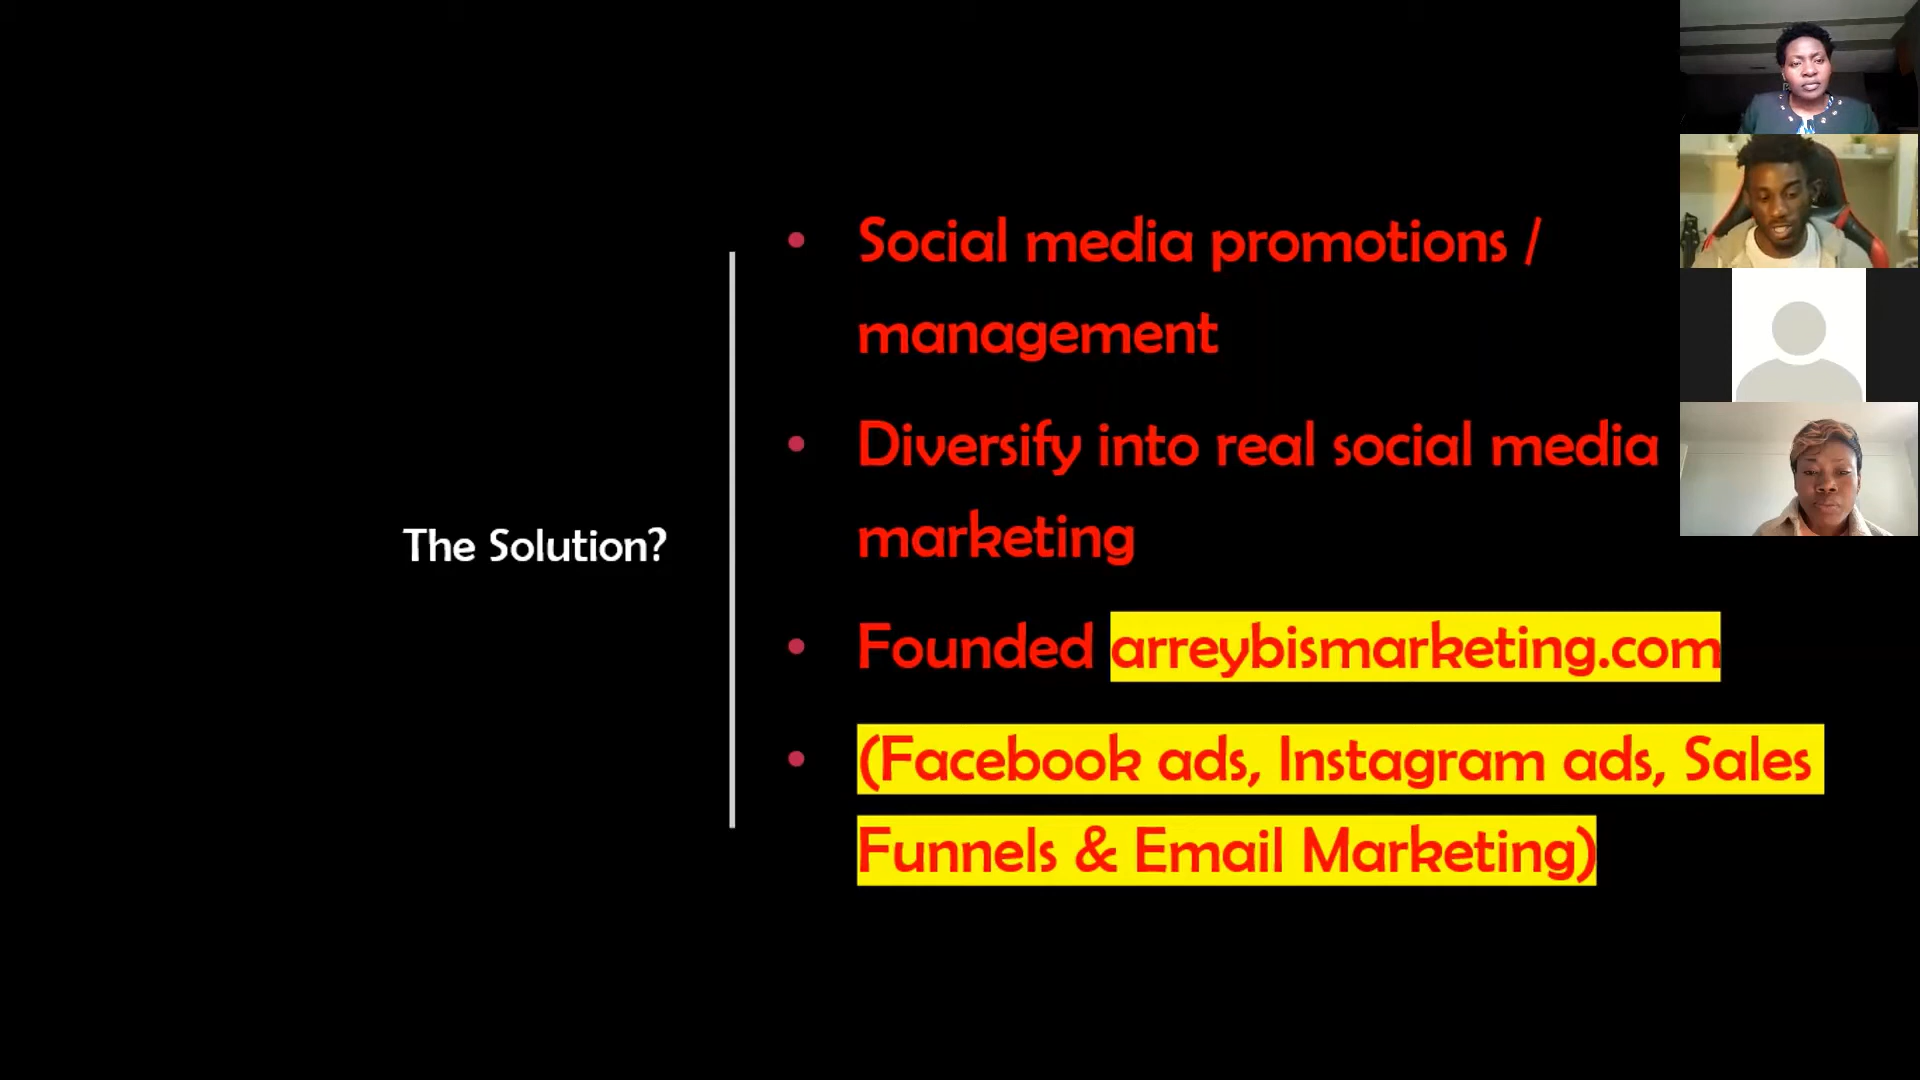 The Solution?
• Social media promotions /
management
• Diversify into real social media
marketing
• Founded arreybismarketing.com
• (Facebook ads, Instagram ads, Sales
Funnels & Email Marketing)